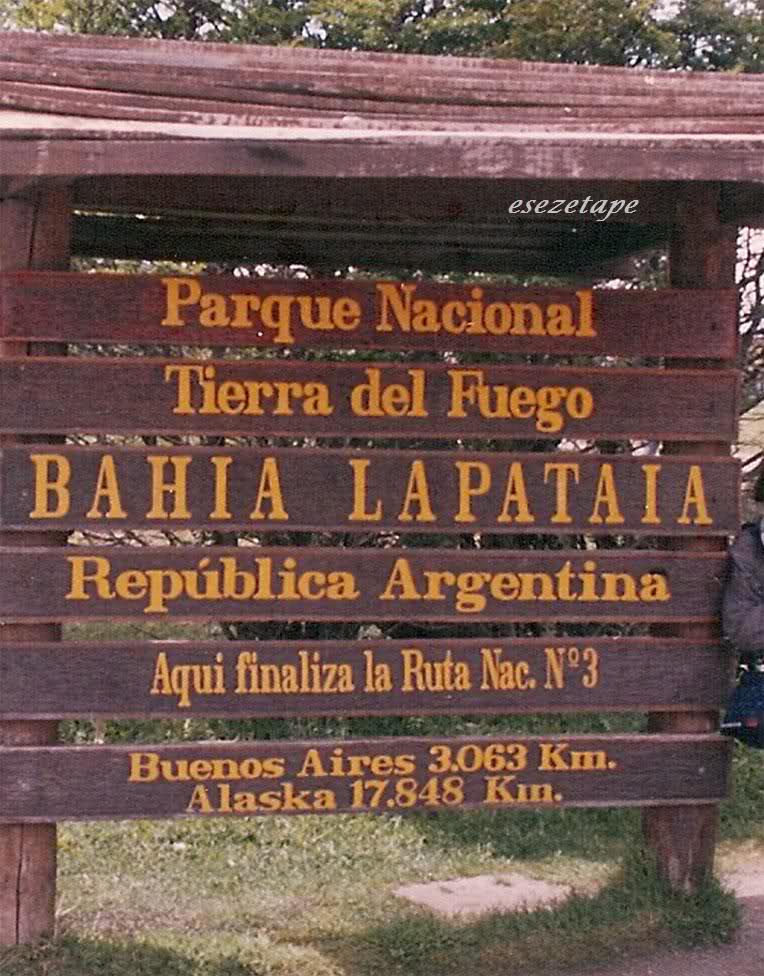 esezetape
Parque Nacional
Tierra del Fuego
BAHIA LAPATAIA
República Argentina
Aqui finaliza la Ruta Nac. Nº3
Buenos Aires 3.063 Km.
Alaska 17.848 Km.